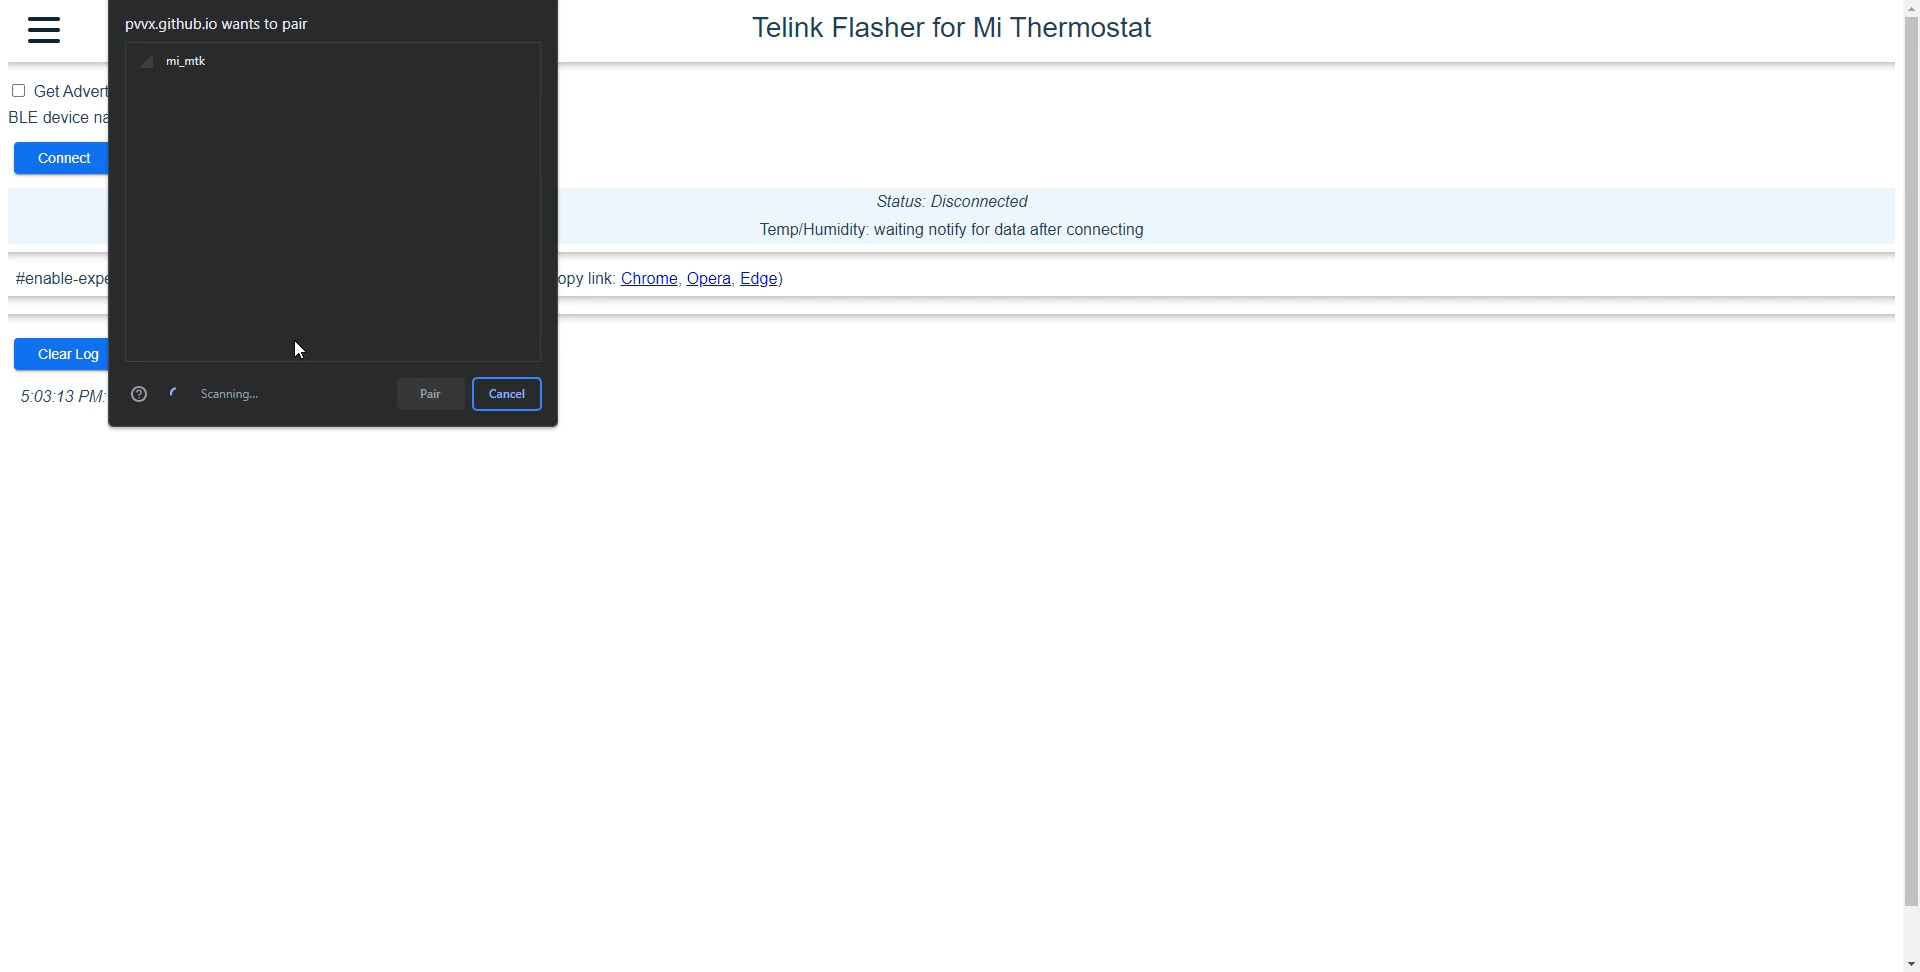 pvvx.github.io wants to pair
Telink Flasher for Mi Thermostat
mi_mtk
Get Advert
BLE device na
Connect
Status: Disconnected
Temp/Humidity: waiting notify for data after connecting
#enable-expe
opy link: Chrome, Opera, Edge)
Clear Log
5:03:13 PM:
Scanning...
Pair
Cancel